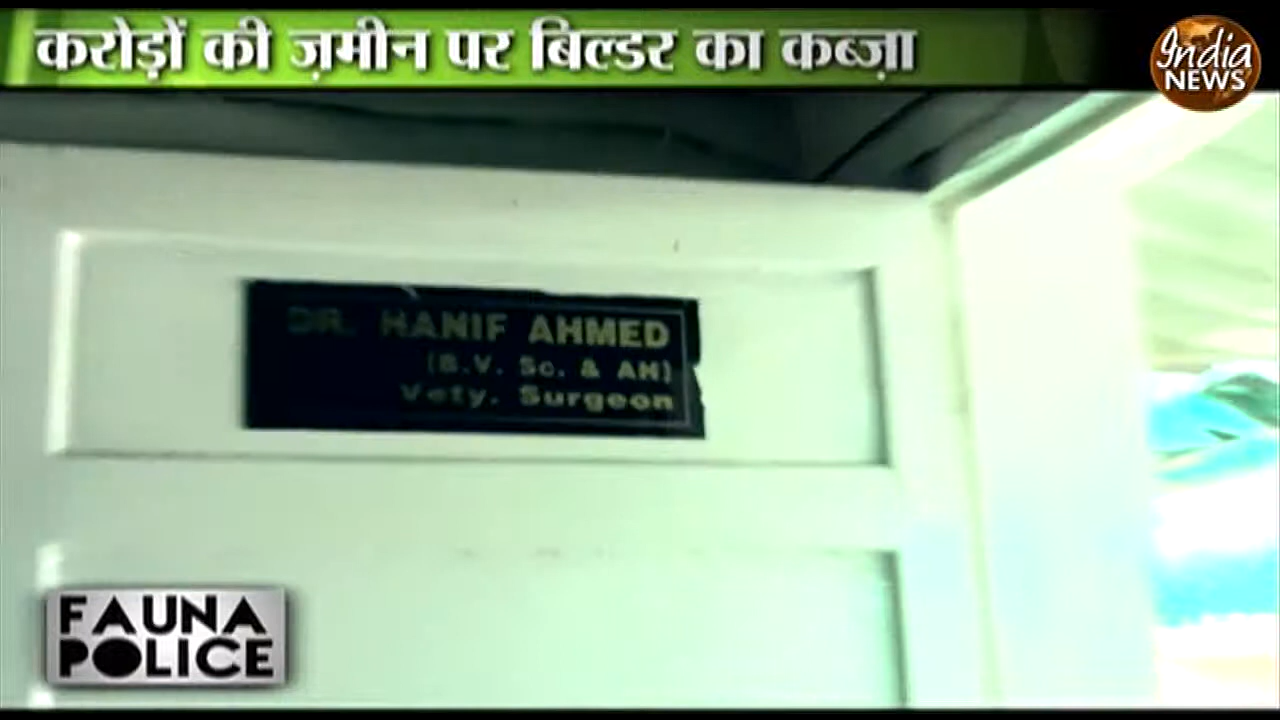 करोड़ों की ज़मीन पर बिल्डर का कब्ज़ा
India
NEWS
DR. HANIF AHMED
(B.V. Sc. & AH)
Vety. Surgeon
FAUNA
POLICE